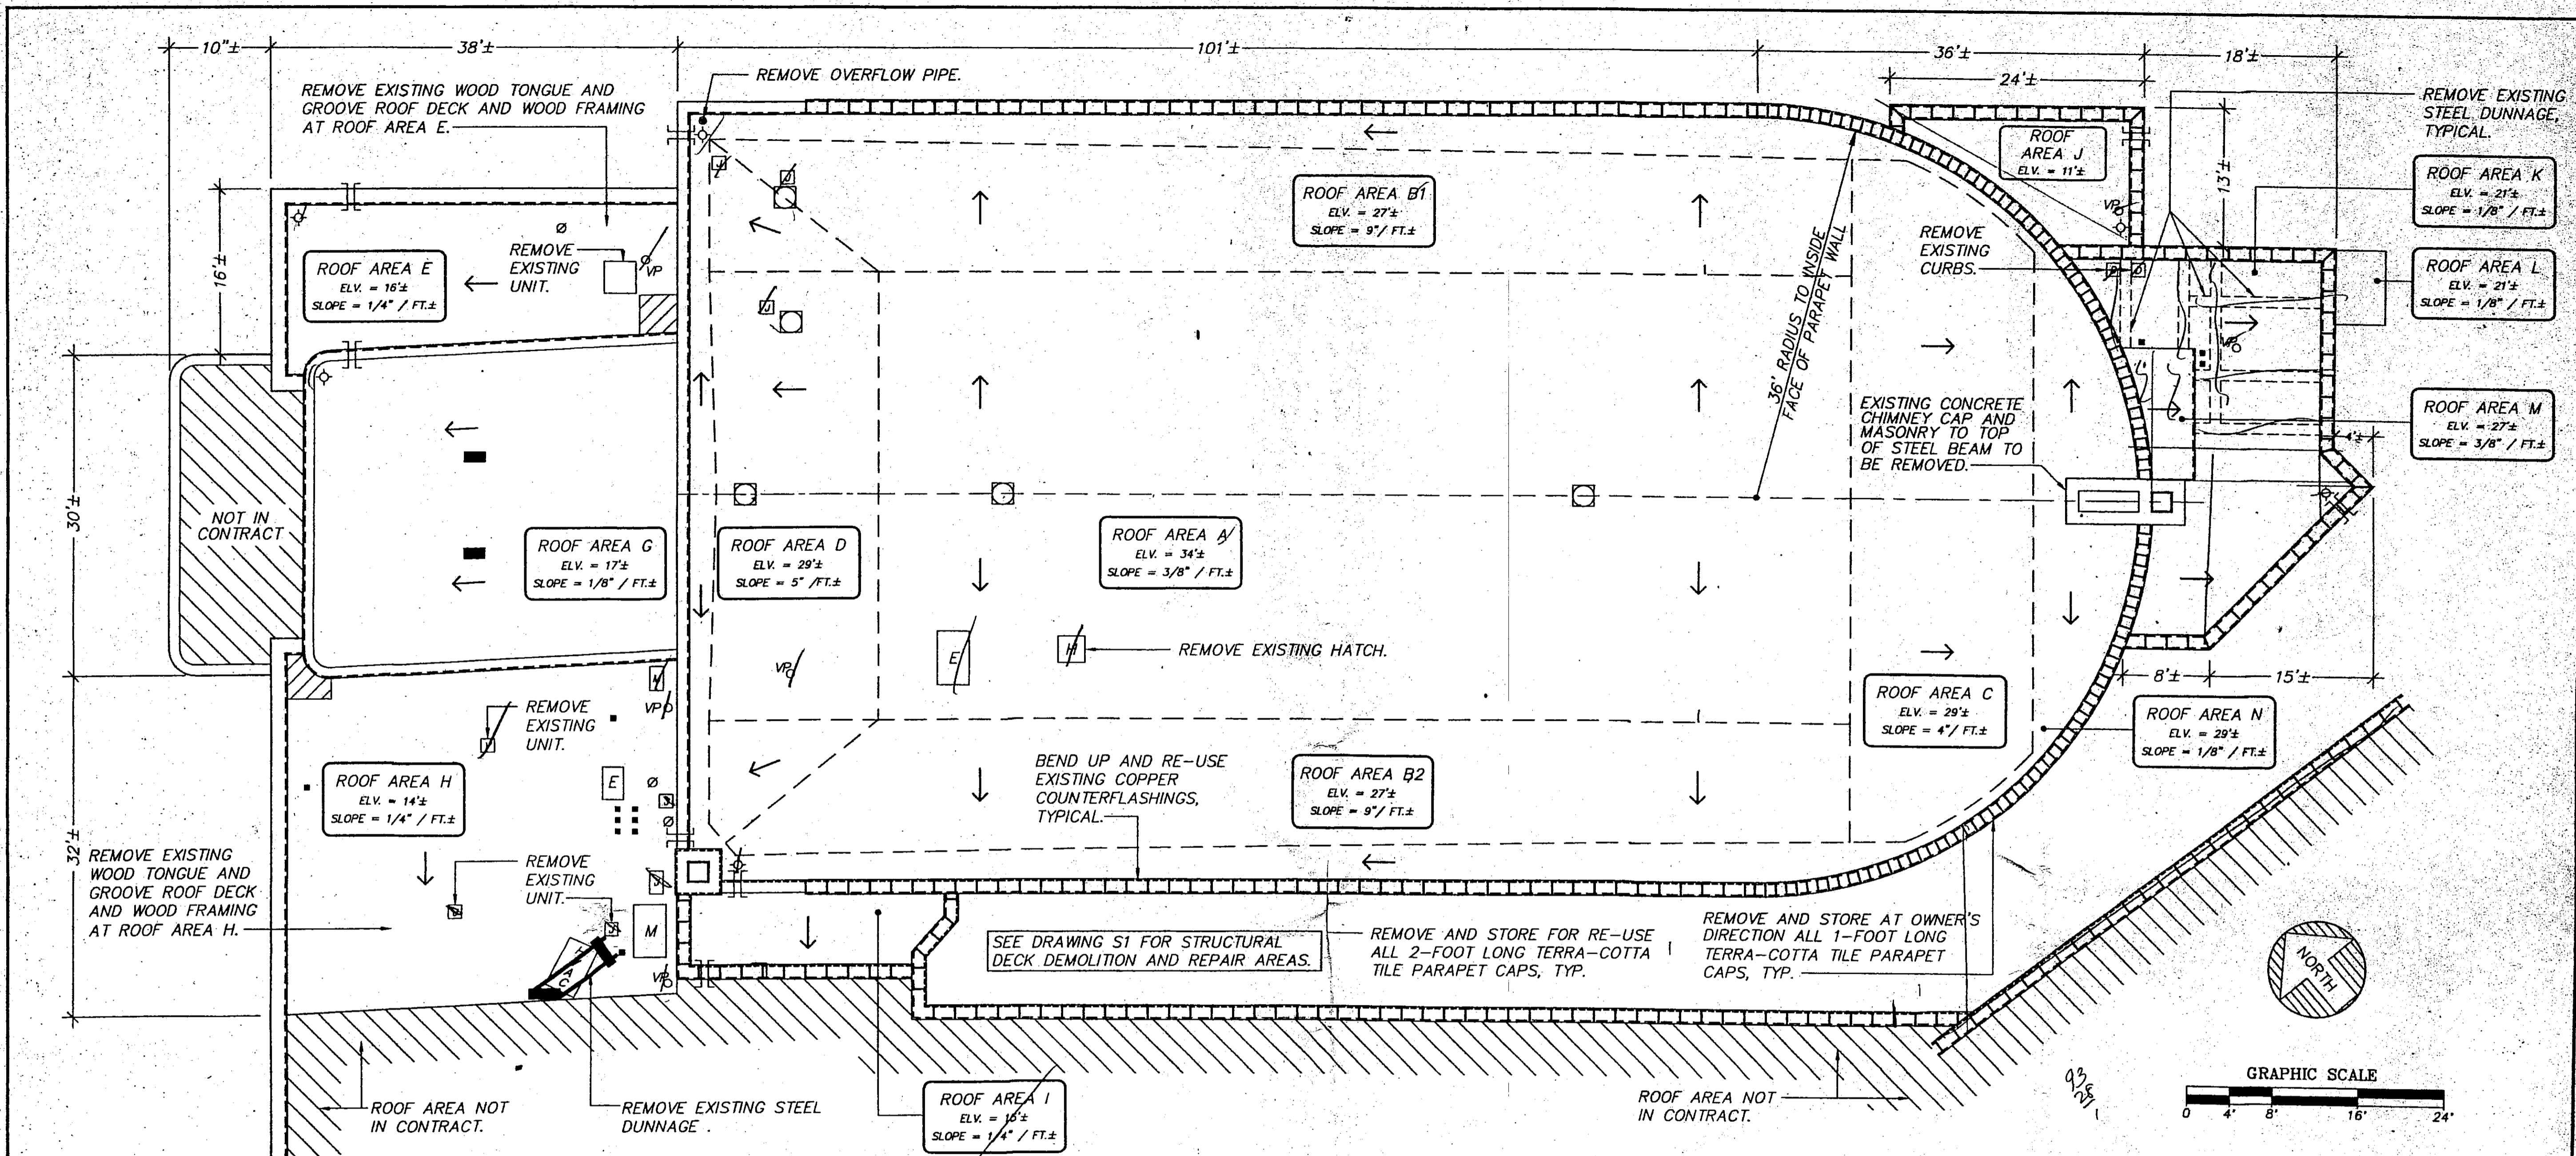 10"±
38'±
101'±
36'±
18'±
24'±
REMOVE OVERFLOW PIPE.
REMOVE EXISTING WOOD TONGUE AND
GROOVE ROOF DECK AND WOOD FRAMING
AT ROOF AREA E.
REMOVE EXISTING
STEEL DUNNAGE,
TYPICAL.
ROOF
AREA J
ELV. = 11'±
13'±
ROOF AREA K
ELV. = 21'±
SLOPE = 1/8" / FT.±
ROOF AREA B1
ELV. = 27'±
SLOPE = 9"/ FT.±
J
VP
REMOVE
EXISTING
CURBS.
16'±
REMOVE
EXISTING
UNIT.
VP
ROOF AREA E
ELV. = 16'±
SLOPE = 1/4" / FT.±
ROOF AREA L
ELV. = 21'±
SLOPE = 1/8" / FT.±
J
VP
36' RADIUS TO INSIDE
FACE OF PARAPET WALL
EXISTING CONCRETE
CHIMNEY CAP AND
MASONRY TO TOP
OF STEEL BEAM TO
BE REMOVED.
ROOF AREA M
ELV. = 27'±
SLOPE = 3/8" / FT.±
4'±
30'±
NOT IN
CONTRACT
ROOF AREA G
ELV. = 17'±
SLOPE = 1/8" / FT.±
ROOF AREA D
ELV. = 29'±
SLOPE = 5" /FT.±
ROOF AREA A
ELV. = 34'±
SLOPE = 3/8" / FT.±
E
H
REMOVE EXISTING HATCH.
VP
VP
8'±
15'±
ROOF AREA C
ELV. = 29'±
SLOPE = 4"/ FT.±
ROOF AREA N
ELV. = 29'±
SLOPE = 1/8" / FT.±
REMOVE
EXISTING
UNIT.
BEND UP AND RE-USE
EXISTING COPPER
COUNTERFLASHINGS,
TYPICAL.
ROOF AREA B2
ELV. = 27'±
SLOPE = 9"/ FT.±
ROOF AREA H
ELV. = 14'±
SLOPE = 1/4" / FT.±
E
32'±
REMOVE EXISTING
WOOD TONGUE AND
GROOVE ROOF DECK
AND WOOD FRAMING
AT ROOF AREA H.
REMOVE
EXISTING
UNIT.
M
VP
SEE DRAWING S1 FOR STRUCTURAL
DECK DEMOLITION AND REPAIR AREAS.
REMOVE AND STORE FOR RE-USE
ALL 2-FOOT LONG TERRA-COTTA
TILE PARAPET CAPS, TYP.
REMOVE AND STORE AT OWNER'S
DIRECTION ALL 1-FOOT LONG
TERRA-COTTA TILE PARAPET
CAPS, TYP.
NORTH
ROOF AREA NOT
IN CONTRACT.
REMOVE EXISTING STEEL
DUNNAGE .
ROOF AREA I
ELV. = 15'±
SLOPE = 1/4" / FT.±
ROOF AREA NOT
IN CONTRACT.
93
GRAPHIC SCALE
0 4' 8' 16' 24'